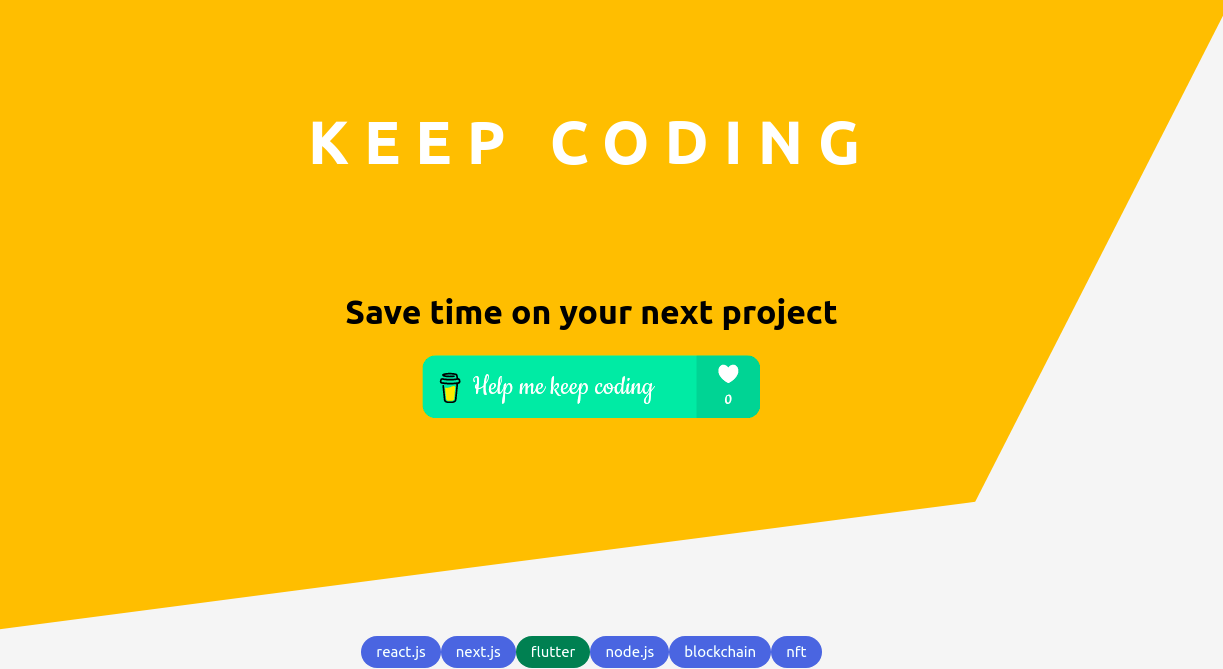 KEEP CODING
Save time on your next project
Help me keep coding
0
react.js next.js flutter node.js blockchain nft